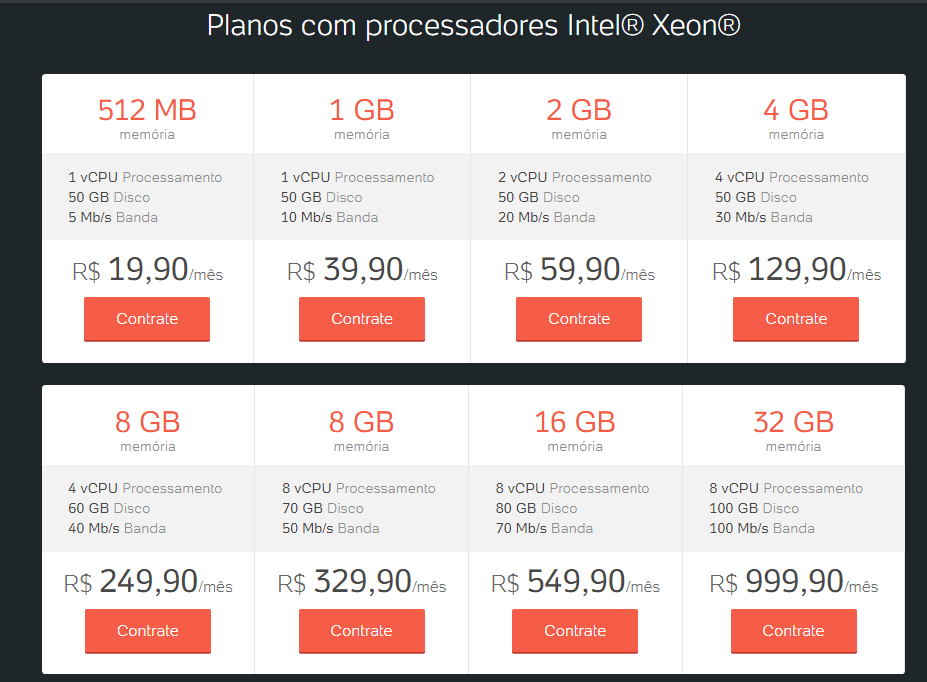 Planos com processadores Intel® Xeon®
512 MB
memória
1 vCPU Processamento
50 GB Disco
5 Mb/s Banda
R$ 19,90/mês
Contrate
1 GB
memória
1 vCPU Processamento
50 GB Disco
10 Mb/s Banda
R$ 39,90/mês
Contrate
2 GB
memória
2 vCPU Processamento
50 GB Disco
20 Mb/s Banda
R$ 59,90/mês
Contrate
4 GB
memória
4 vCPU Processamento
50 GB Disco
30 Mb/s Banda
R$ 129,90/mês
Contrate
8 GB
memória
4 vCPU Processamento
60 GB Disco
40 Mb/s Banda
R$ 249,90/mês
Contrate
8 GB
memória
8 vCPU Processamento
70 GB Disco
50 Mb/s Banda
R$ 329,90/mês
Contrate
16 GB
memória
8 vCPU Processamento
80 GB Disco
70 Mb/s Banda
R$ 549,90/mês
Contrate
32 GB
memória
8 vCPU Processamento
100 GB Disco
100 Mb/s Banda
R$ 999,90/mês
Contrate